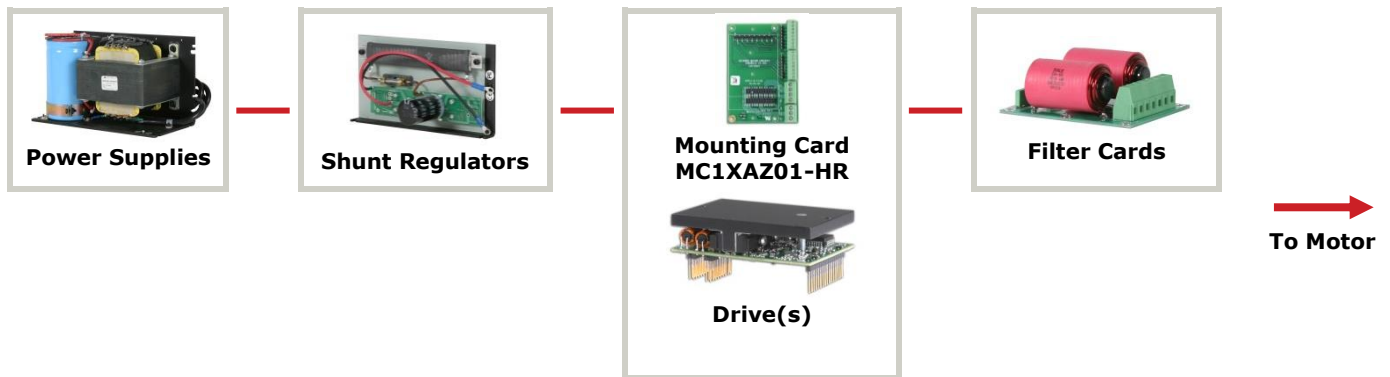 Power Supplies
Shunt Regulators
Mounting Card
MC1XAZ01-HR
Drive(s)
Filter Cards
To Motor